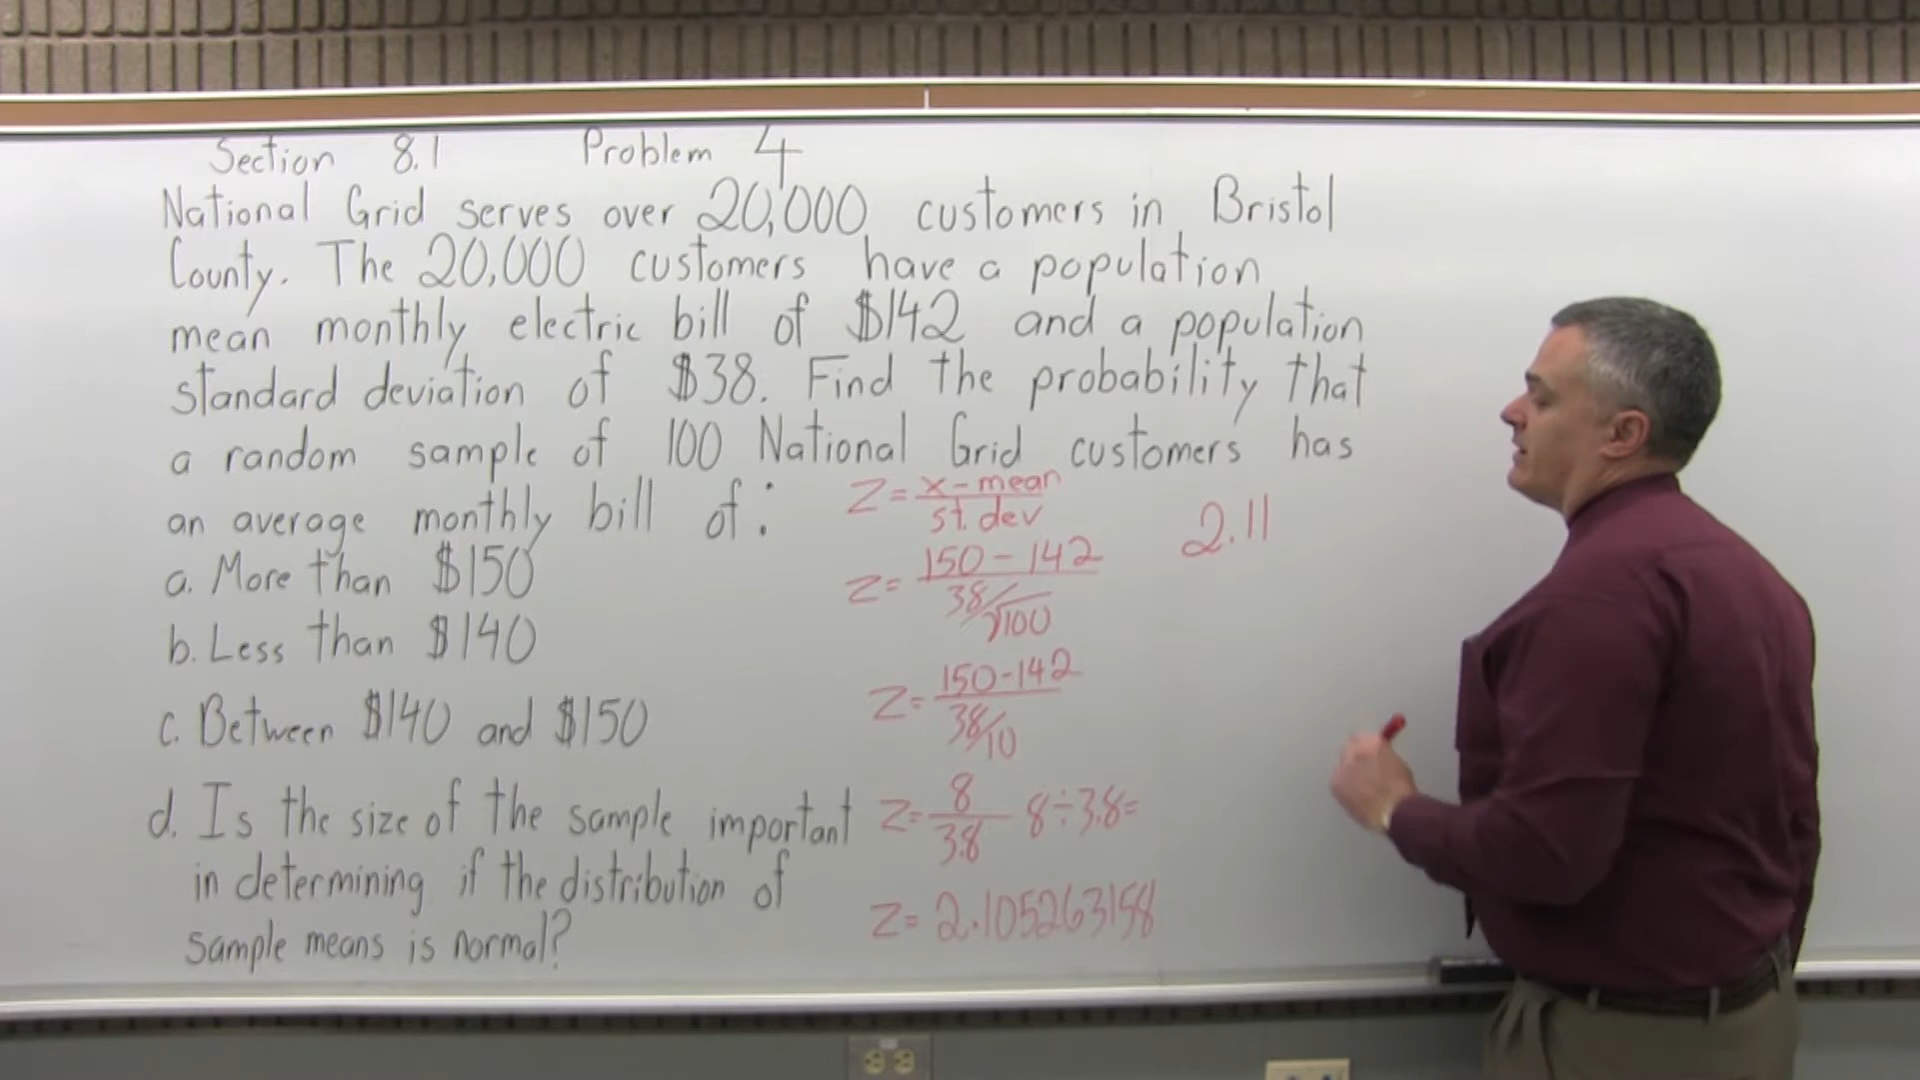 Section 8.1 Problem 4
National Grid serves over 20,000 customers in Bristol
County. The 20,000 customers have a population
mean monthly electric bill of $142 and a population
standard deviation of $38. Find the probability that
a random sample of 100 National Grid customers has
an average monthly bill of:
a. More than $150
b. Less than $140
c. Between $140 and $150
d. Is the size of the sample important
in determining if the distribution of
sample means is normal?
Z = x - mean / st. dev
Z = 150 - 142 / 38/√100
Z = 150 - 142 / 38/10
Z = 8 / 3.8 8 ÷ 3.8 =
Z = 2.105263158
2.11